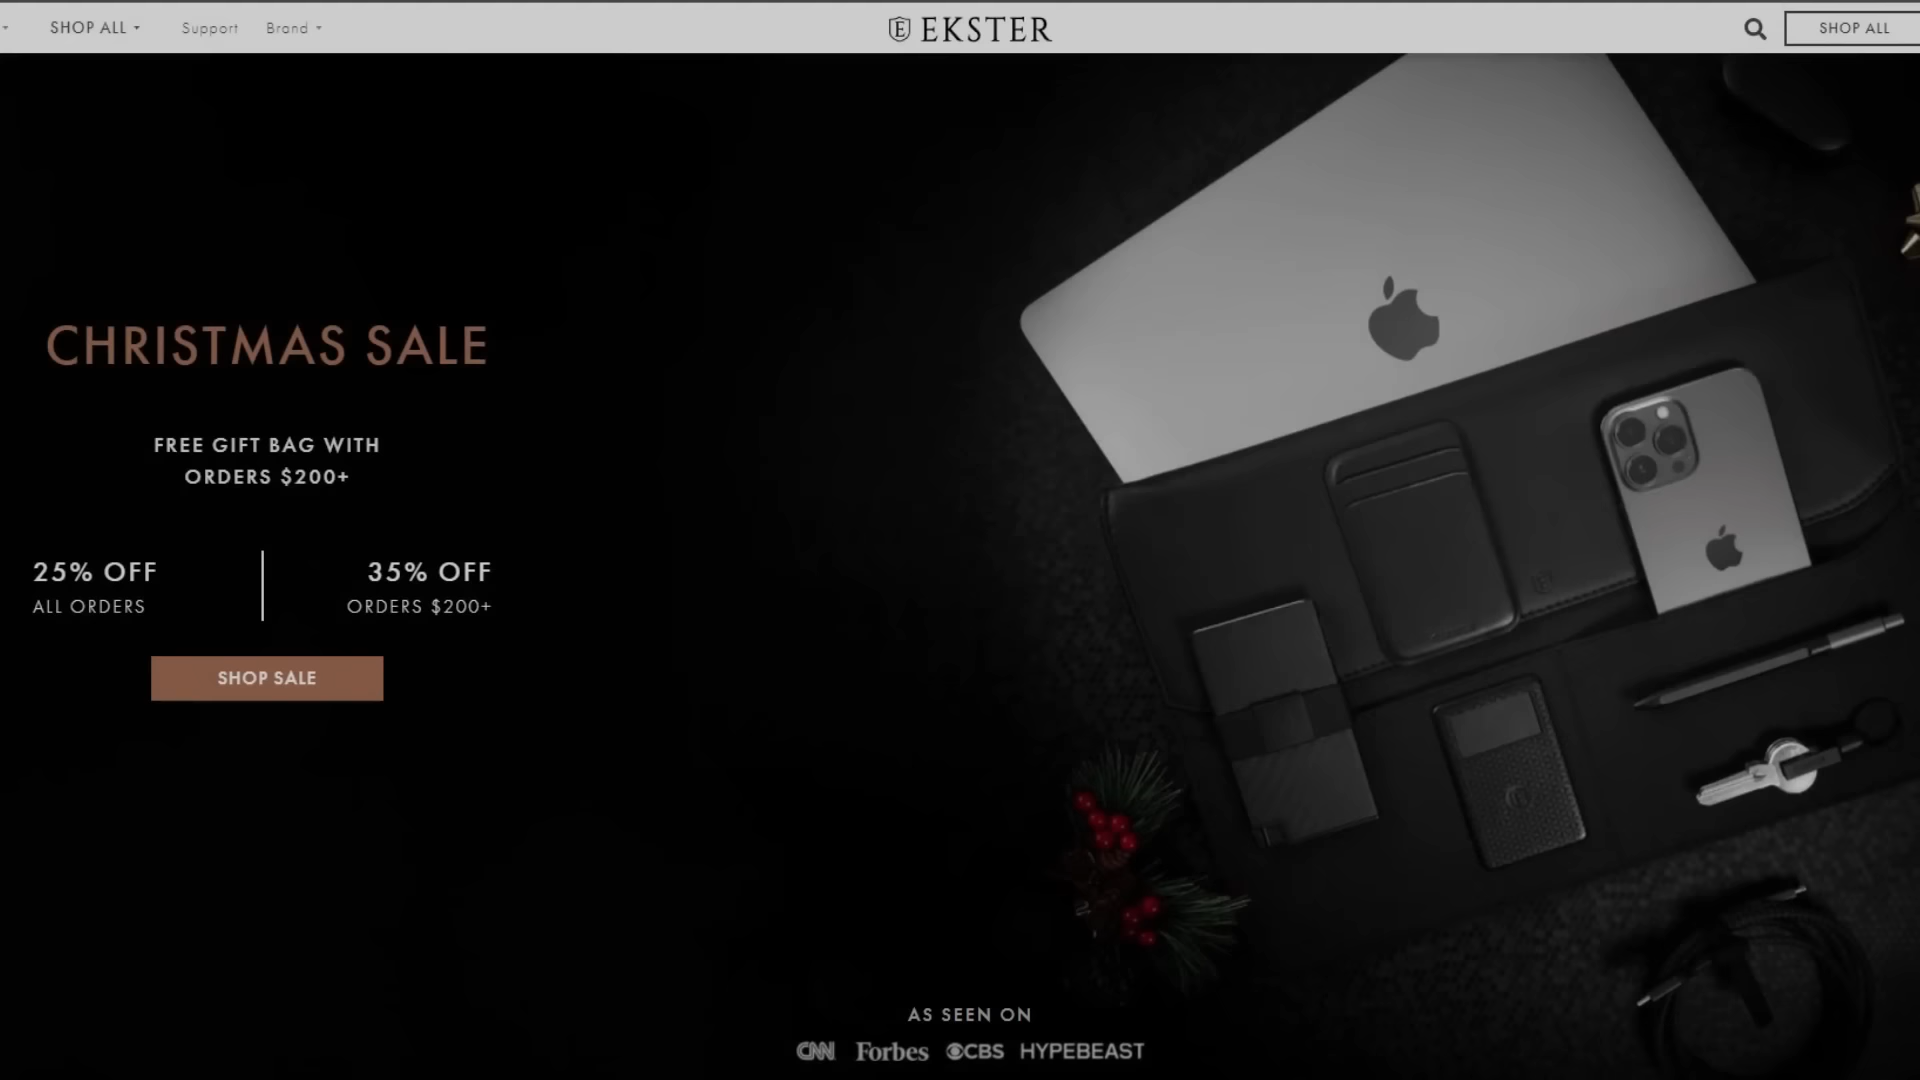 SHOP ALL
Support
Brand
EKSTER
SHOP ALL
CHRISTMAS SALE
FREE GIFT BAG WITH
ORDERS $200+
25% OFF
ALL ORDERS
35% OFF
ORDERS $200+
SHOP SALE
AS SEEN ON
CNN Forbes CBS HYPEBEAST